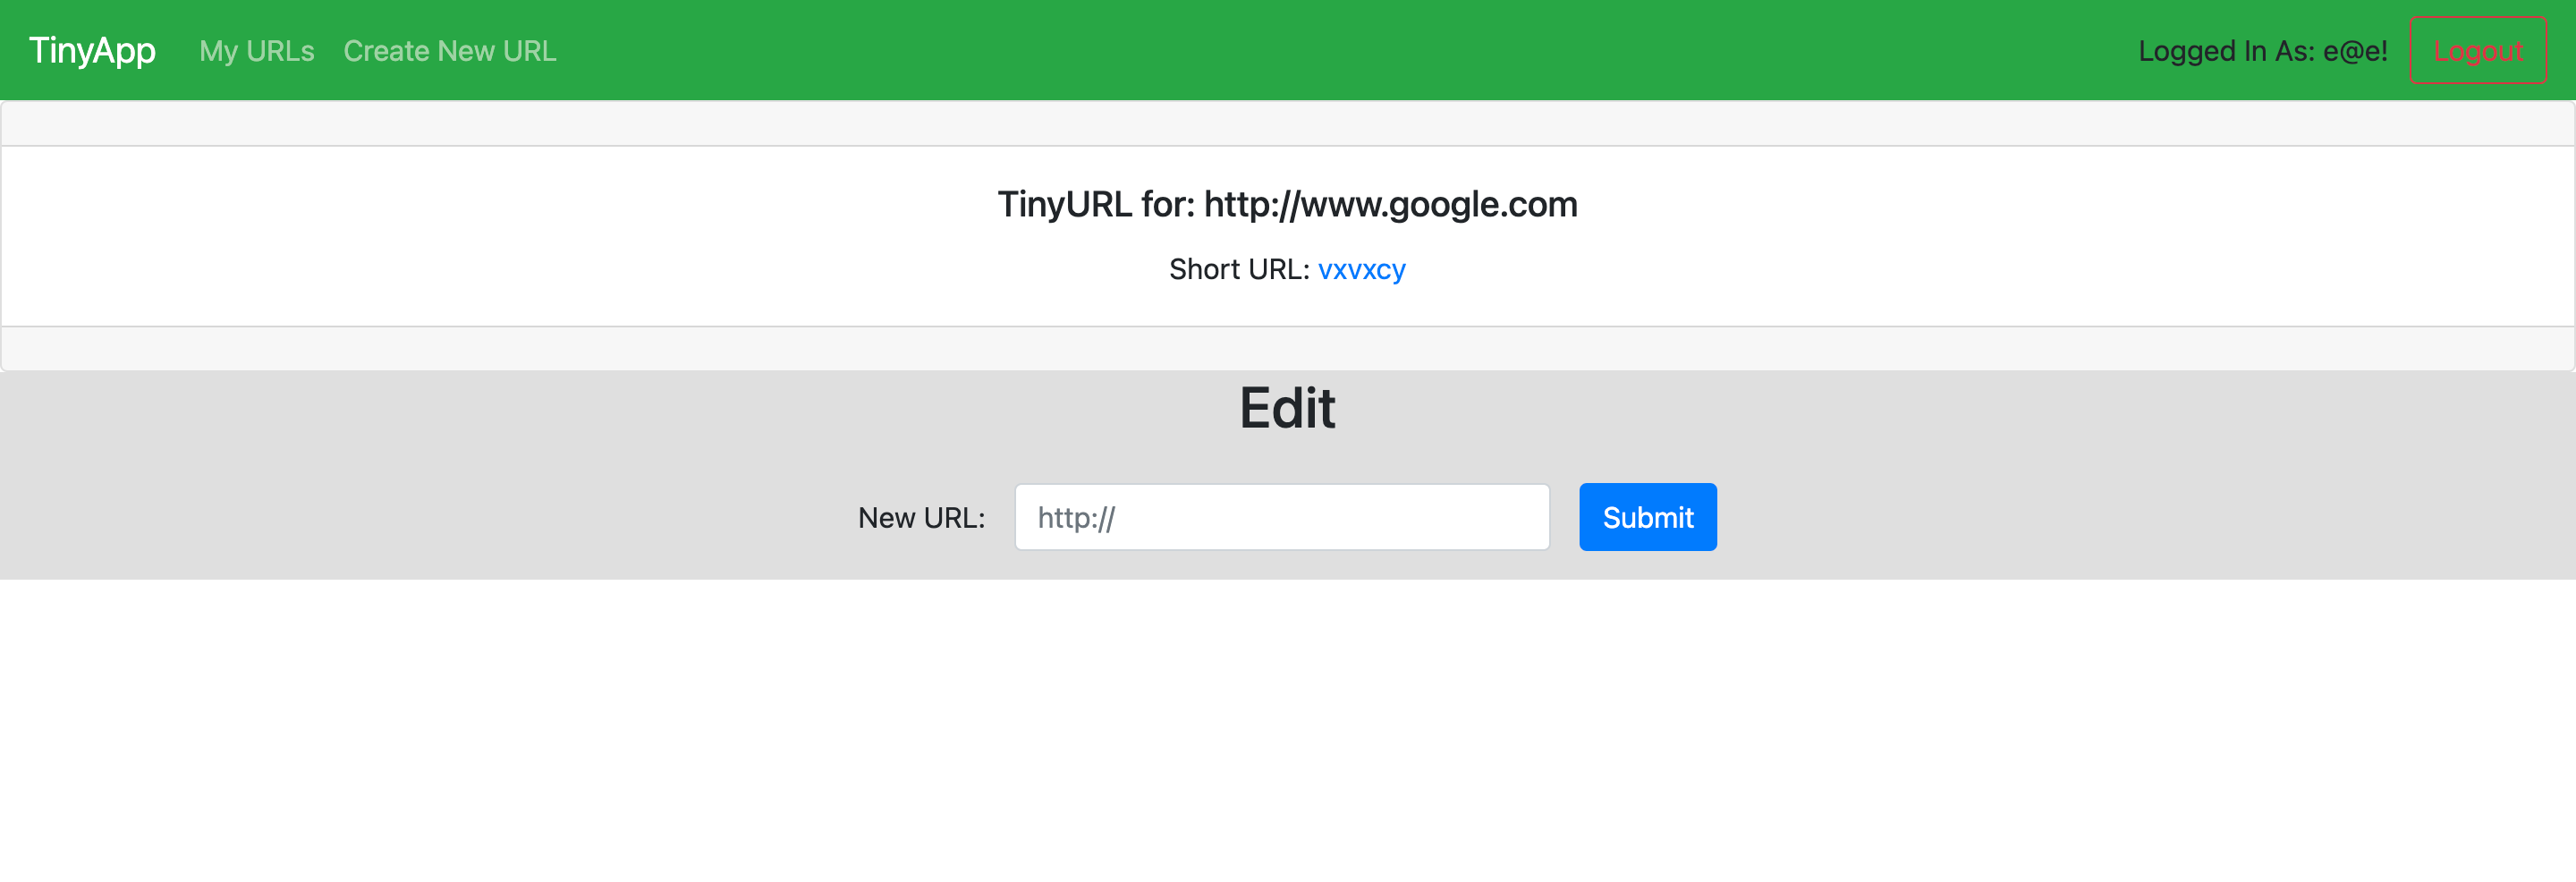 TinyApp My URLs Create New URL Logged In As: e@e! Logout
TinyURL for: http://www.google.com
Short URL: vxvxcy
Edit
New URL: http:// Submit